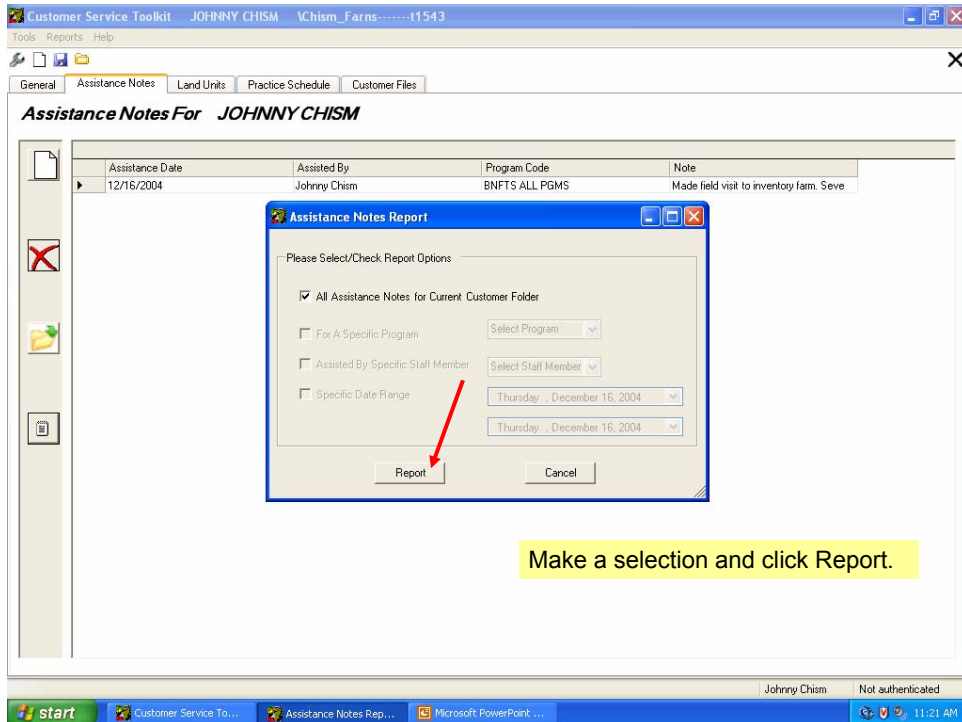 Customer Service Toolkit JOHNNY CHISM \Chism_Farns-------t1543
Tools Reports Help
General Assistance Notes Land Units Practice Schedule Customer Files
Assistance Notes For JOHNNY CHISM
Assistance Date Assisted By Program Code Note
12/16/2004 Johnny Chism BNFTS ALL PGMS Made field visit to inventory farm. Seve
Assistance Notes Report
Please Select/Check Report Options
All Assistance Notes for Current Customer Folder
For A Specific Program Select Program
Assisted By Specific Staff Member Select Staff Member
Specific Date Range Thursday , December 16, 2004
Thursday , December 16, 2004
Report Cancel
Make a selection and click Report.
Johnny Chism Not authenticated
start Customer Service To... Assistance Notes Rep... Microsoft PowerPoint ... 11:21 AM